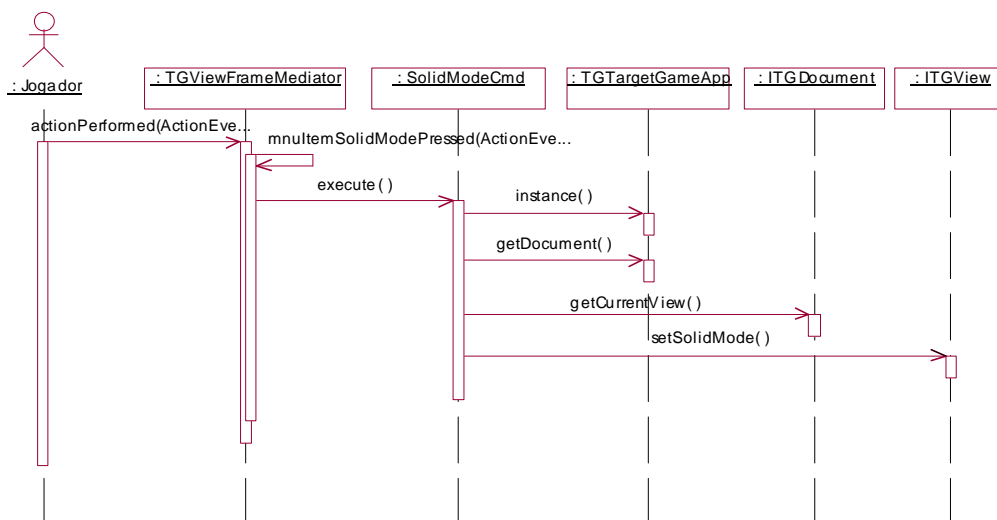 : Jogador
: TGViewFrameMediator
: SolidModeCmd
: TGTargetGameApp
: ITGDocument
: ITGView
actionPerformed(ActionEve...
mnuItemSolidModePressed(ActionEve...
execute( )
instance( )
getDocument( )
getCurrentView( )
setSolidMode( )